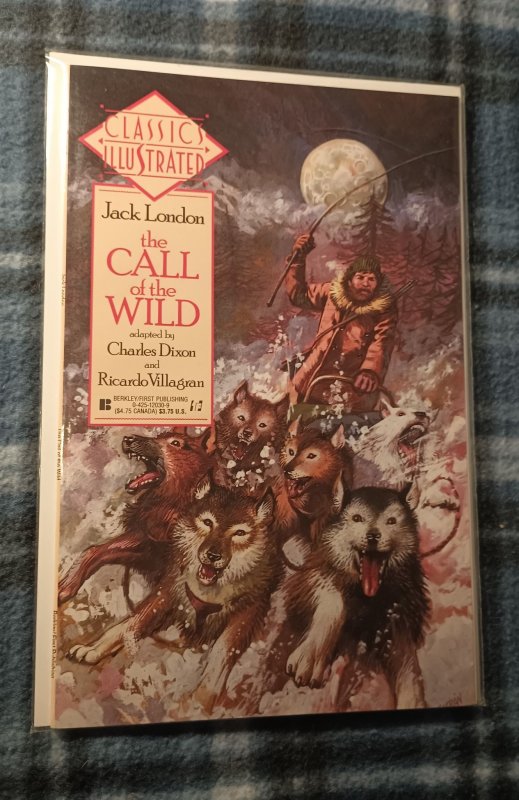 CLASSICS
ILLUSTRATED
Jack London
the
CALL
of the
WILD
adapted by
Charles Dixon
and
Ricardo Villagran
BERKLEY/FIRST PUBLISHING
0-425-12030-9
($4.75 CANADA) $3.75 U.S.